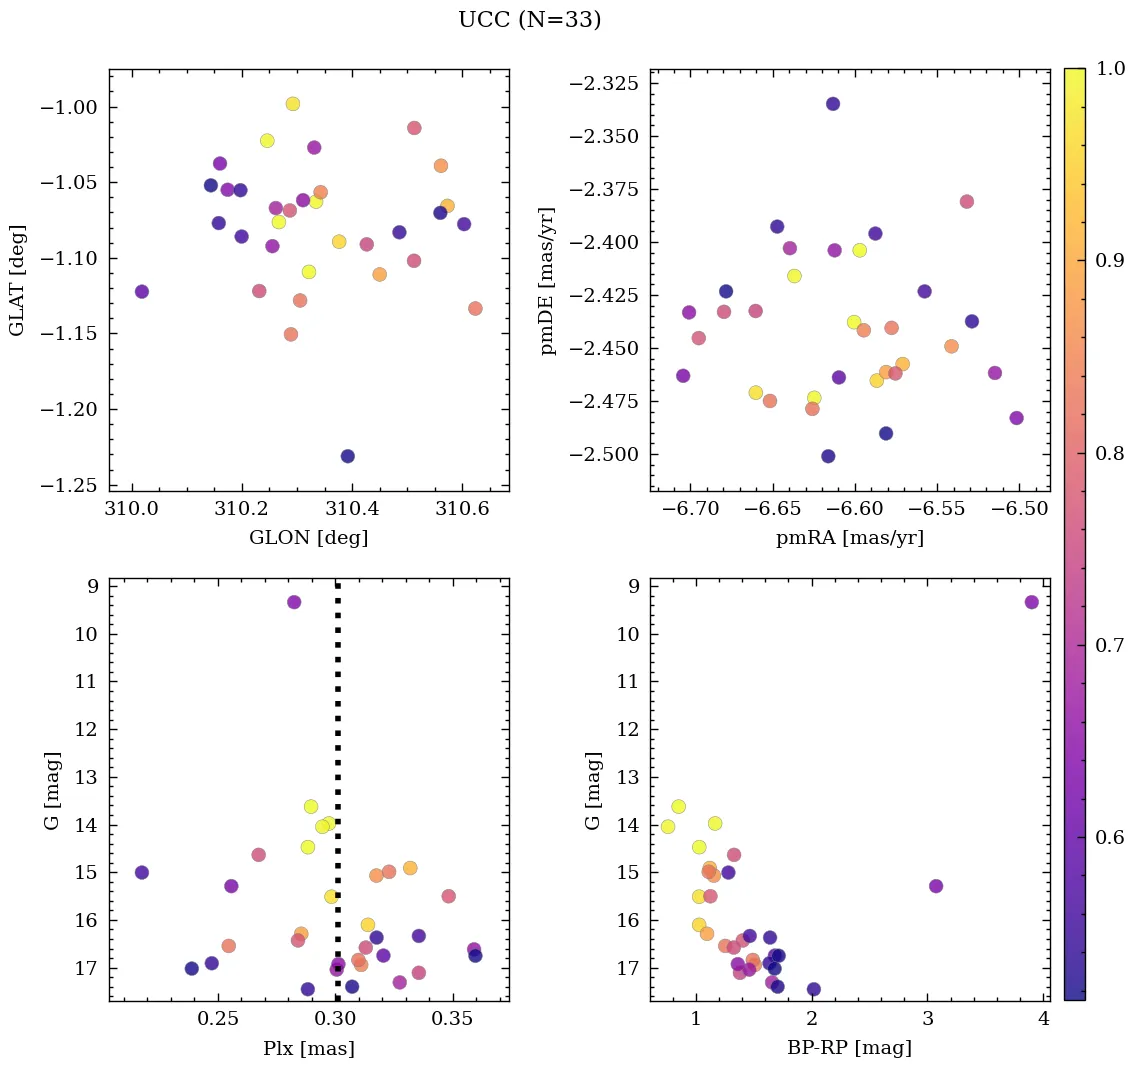 UCC (N=33)
−1.00
−1.05
−1.10
−1.15
−1.20
−1.25
GLAT [deg]
310.0 310.2 310.4 310.6
GLON [deg]
−2.325
−2.350
−2.375
−2.400
−2.425
−2.450
−2.475
−2.500
pmDE [mas/yr]
−6.70 −6.65 −6.60 −6.55 −6.50
pmRA [mas/yr]
9
10
11
12
13
14
15
16
17
G [mag]
0.25 0.30 0.35
Plx [mas]
9
10
11
12
13
14
15
16
17
G [mag]
1 2 3 4
BP-RP [mag]
1.0
0.9
0.8
0.7
0.6